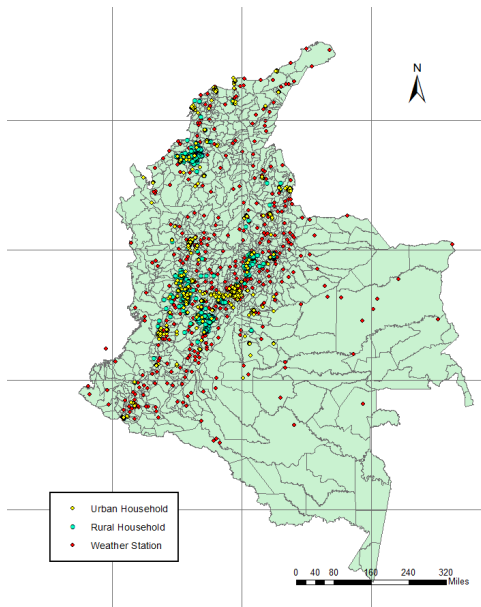 N
Urban Household
Rural Household
Weather Station
0 40 80 160 240 320
Miles